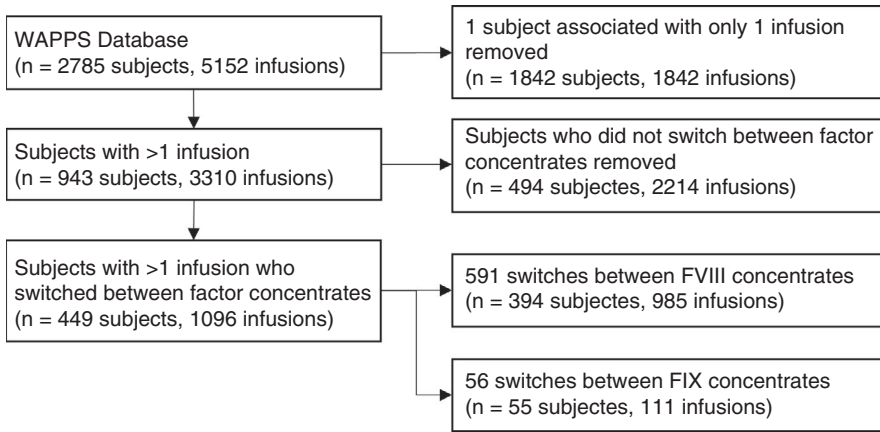 WAPPS Database
(n = 2785 subjects, 5152 infusions)
1 subject associated with only 1 infusion
removed
(n = 1842 subjects, 1842 infusions)
Subjects with >1 infusion
(n = 943 subjects, 3310 infusions)
Subjects who did not switch between factor
concentrates removed
(n = 494 subjectes, 2214 infusions)
Subjects with >1 infusion who
switched between factor concentrates
(n = 449 subjects, 1096 infusions)
591 switches between FVIII concentrates
(n = 394 subjectes, 985 infusions)
56 switches between FIX concentrates
(n = 55 subjectes, 111 infusions)